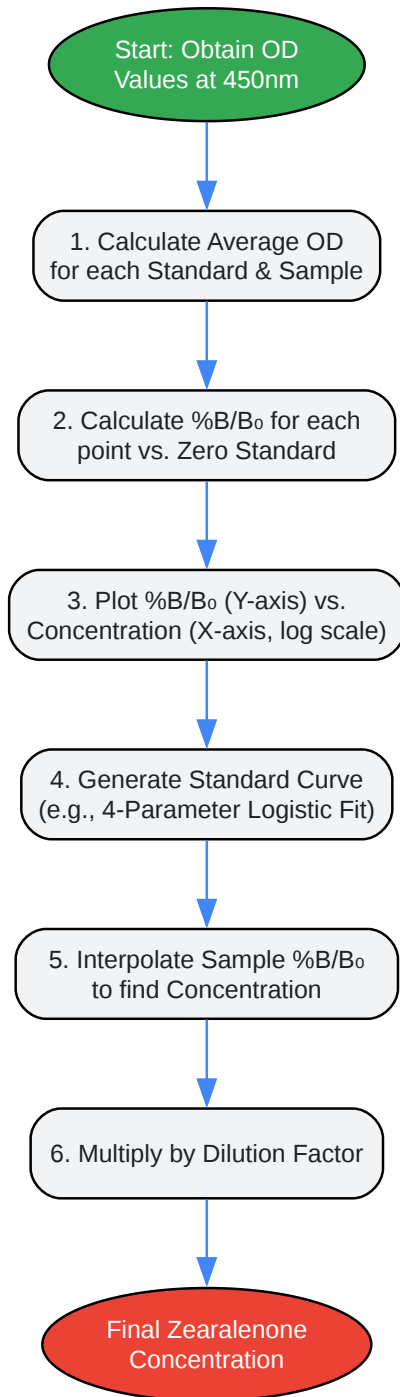 Start: Obtain OD
Values at 450nm
1. Calculate Average OD
for each Standard & Sample
2. Calculate %B/B₀ for each
point vs. Zero Standard
3. Plot %B/B₀ (Y-axis) vs.
Concentration (X-axis, log scale)
4. Generate Standard Curve
(e.g., 4-Parameter Logistic Fit)
5. Interpolate Sample %B/B₀
to find Concentration
6. Multiply by Dilution Factor
Final Zearalenone
Concentration